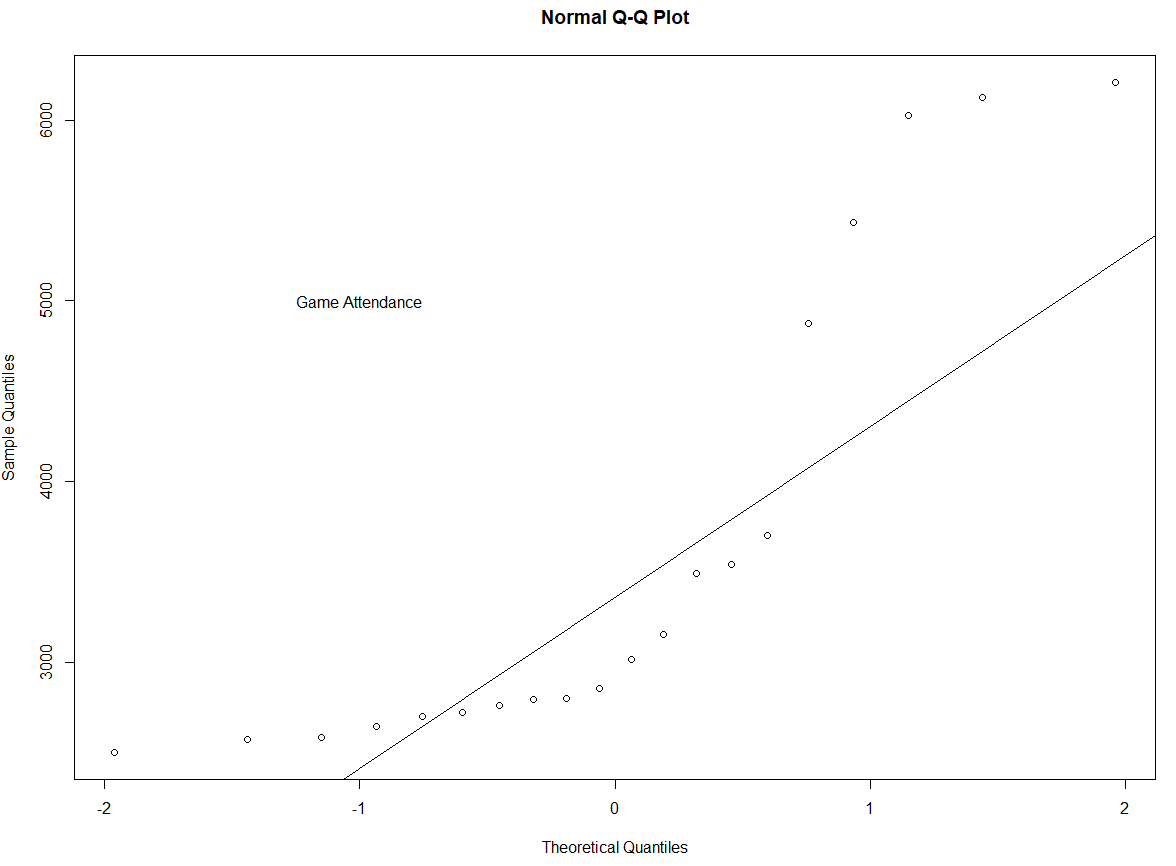 Normal Q-Q Plot
6000
5000
4000
3000
Sample Quantiles
Game Attendance
-2
-1
0
1
2
Theoretical Quantiles